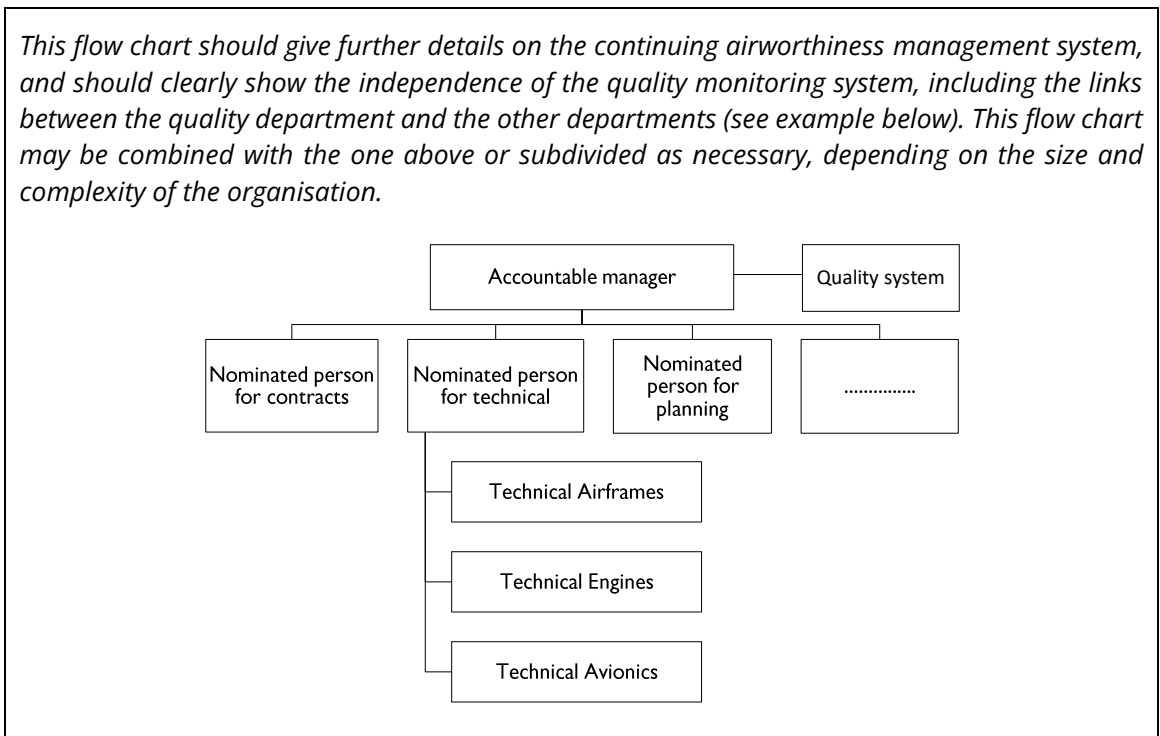 This flow chart should give further details on the continuing airworthiness management system,
and should clearly show the independence of the quality monitoring system, including the links
between the quality department and the other departments (see example below). This flow chart
may be combined with the one above or subdivided as necessary, depending on the size and
complexity of the organisation.
Accountable manager
Quality system
Nominated person
for contracts
Nominated person
for technical
Nominated
person for
planning
...............
Technical Airframes
Technical Engines
Technical Avionics